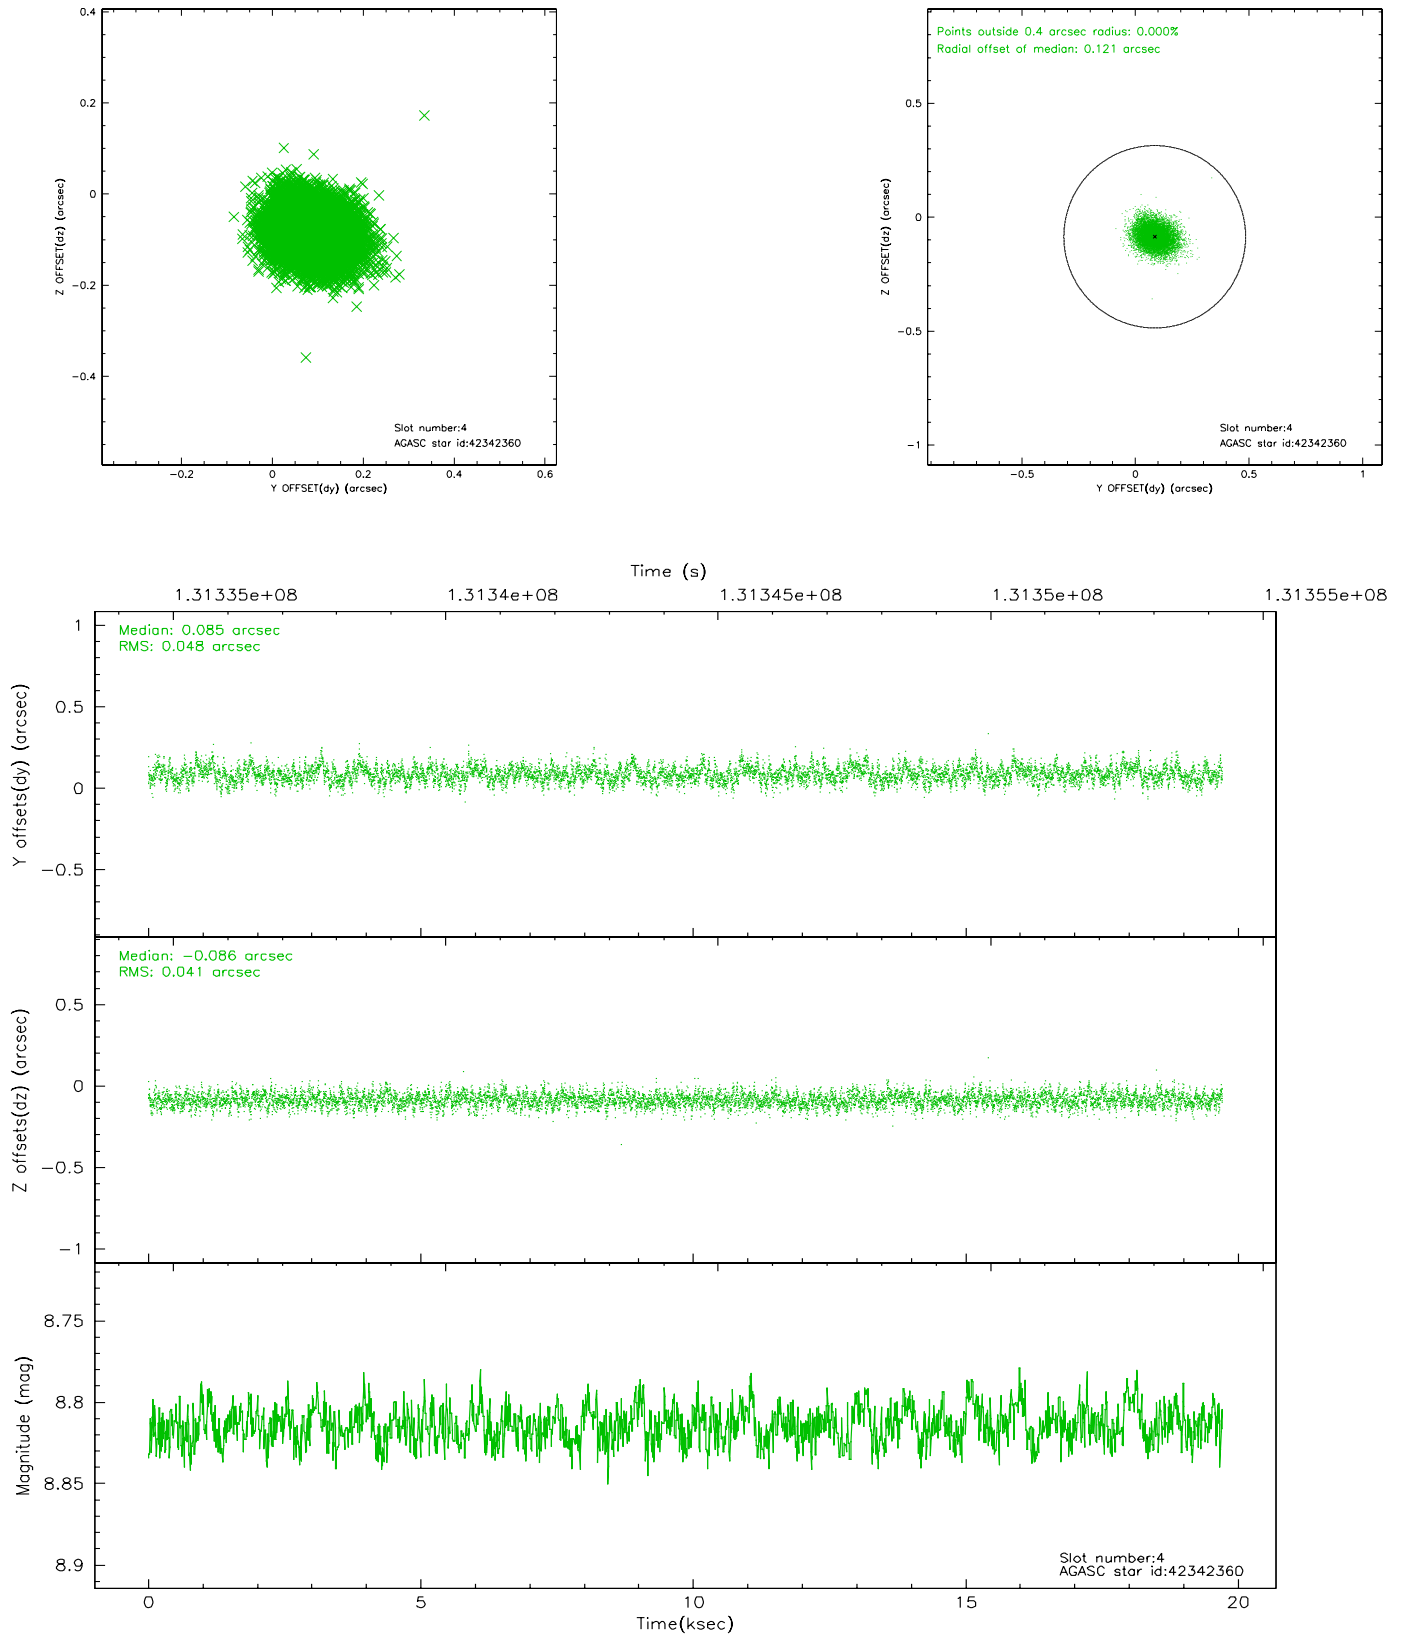 0.4
0.2
0
−0.2
−0.4
Z OFFSET(dz) (arcsec)
Slot number:4
AGASC star id:42342360
−0.2 0 0.2 0.4 0.6
Y OFFSET(dy) (arcsec)
Points outside 0.4 arcsec radius: 0.000%
Radial offset of median: 0.121 arcsec
0.5
0
−0.5
−1
Z OFFSET(dz) (arcsec)
Slot number:4
AGASC star id:42342360
−0.5 0 0.5 1
Y OFFSET(dy) (arcsec)
Time (s)
1.31335e+08 1.3134e+08 1.31345e+08 1.3135e+08 1.31355e+08
Median: 0.085 arcsec
RMS: 0.048 arcsec
1
0.5
0
−0.5
Y offsets(dy) (arcsec)
Median: −0.086 arcsec
RMS: 0.041 arcsec
0.5
0
−0.5
−1
Z offsets(dz) (arcsec)
8.75
8.8
8.85
8.9
Magnitude (mag)
Slot number:4
AGASC star id:42342360
0 5 10 15 20
Time(ksec)